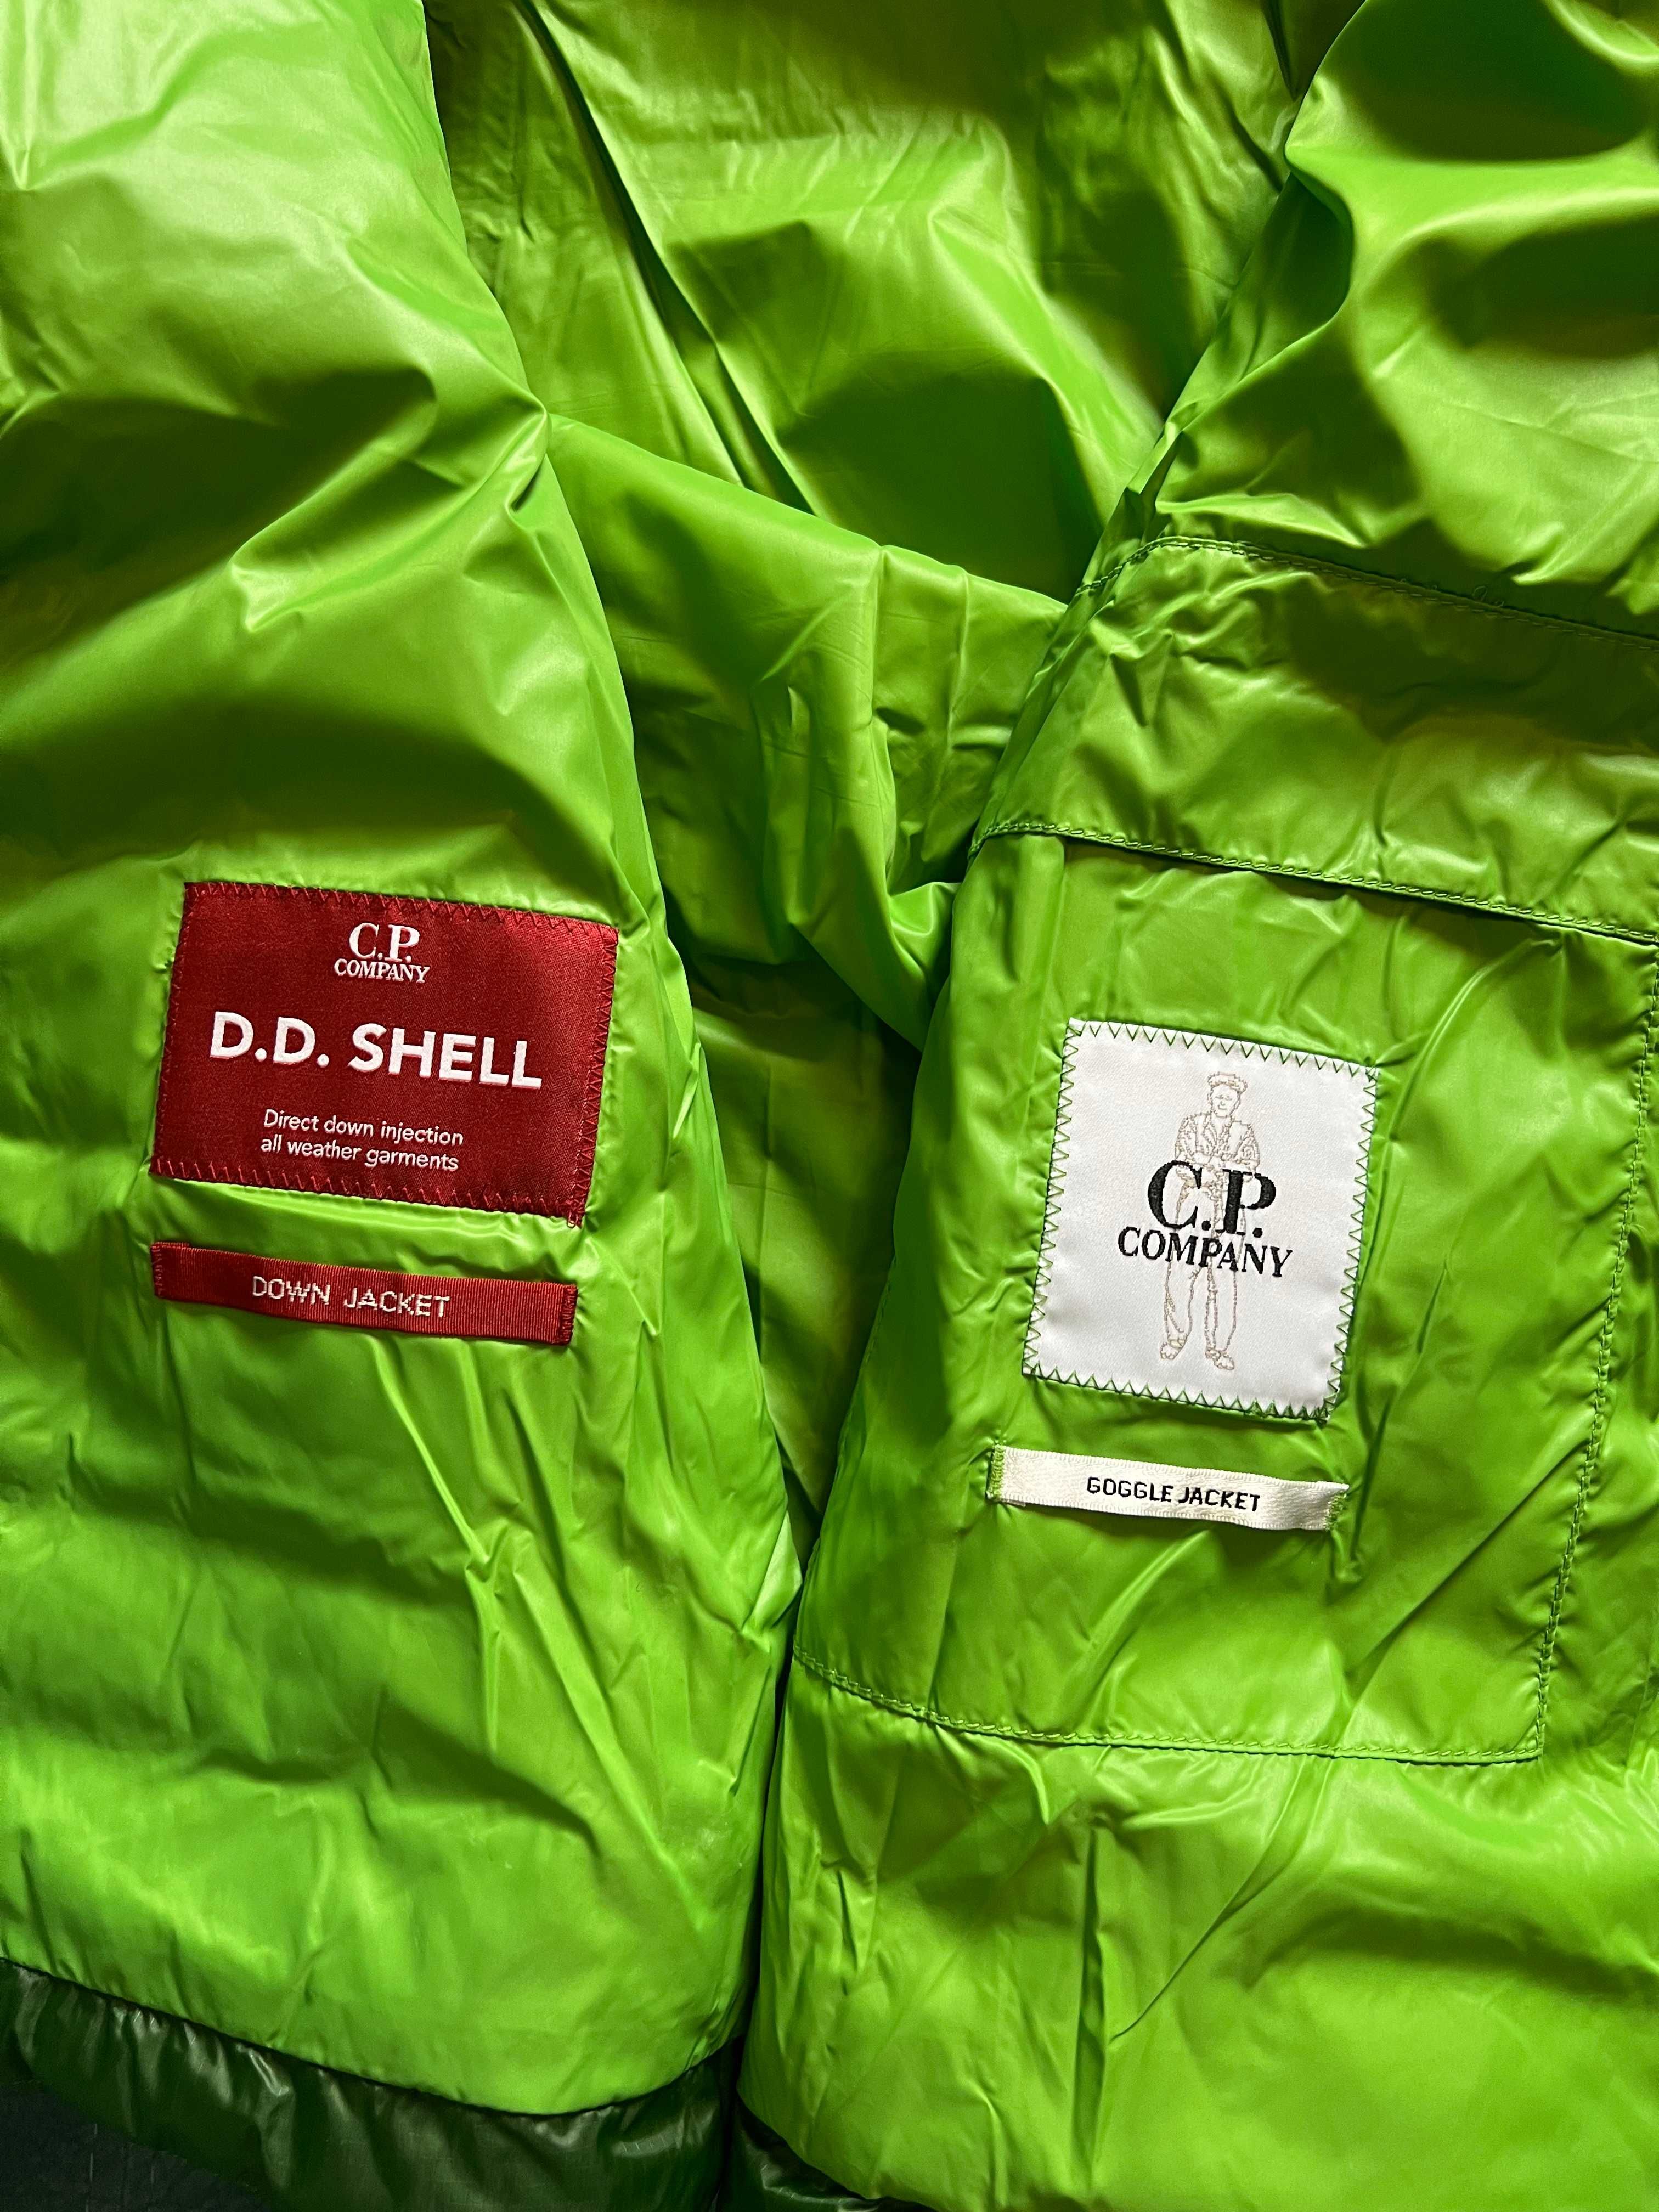 C.P.
COMPANY
D.D. SHELL
Direct down injection
all weather garments
DOWN JACKET
C.P.
COMPANY
GOGGLE JACKET